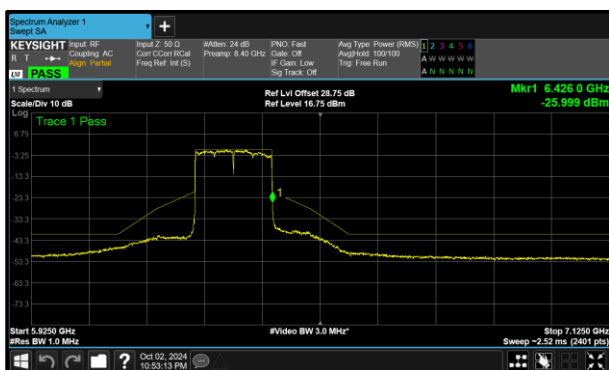 Spectrum Analyzer 1
Swept SA
+
KEYSIGHT Input: RF Input Z: 50 Ω #Atten: 24 dB PNO: Fast Avg Type: Power (RMS) 1 2 3 4 5 6
R T Coupling: AC Corr CCorr RCal Preamp: 8.40 GHz Gate: Off Avg|Hold: 100/100 A W W W W W
Align: Partial Freq Ref: Int (S) IF Gain: Low Trig: Free Run
LXI PASS Sig Track: Off A N N N N N
1 Spectrum Ref Lvl Offset 28.75 dB Mkr1 6.426 0 GHz
Scale/Div 10 dB Ref Level 16.75 dBm -25.999 dBm
Log
Trace 1 Pass
6.75
-3.25
1
-13.3
-23.3
-33.3
-43.3
-53.3
-63.3
-73.3
Start 5.9250 GHz #Video BW 3.0 MHz* Stop 7.1250 GHz
#Res BW 1.0 MHz Sweep ~2.52 ms (2401 pts)
? Oct 02, 2024
10:53:13 PM